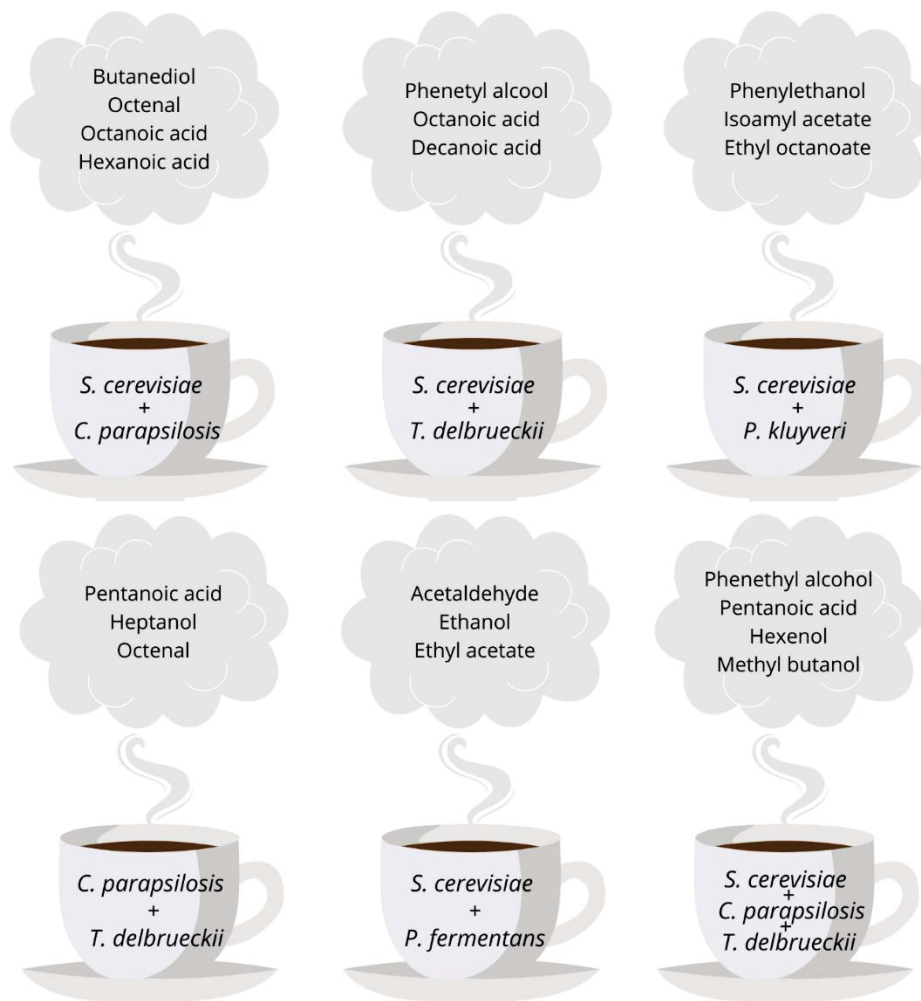 Butanediol
Octenal
Octanoic acid
Hexanoic acid
S. cerevisiae
+
C. parapsilosis
Phenetyl alcool
Octanoic acid
Decanoic acid
S. cerevisiae
+
T. delbrueckii
Phenylethanol
Isoamyl acetate
Ethyl octanoate
S. cerevisiae
+
P. kluyveri
Pentanoic acid
Heptanol
Octenal
C. parapsilosis
+
T. delbrueckii
Acetaldehyde
Ethanol
Ethyl acetate
S. cerevisiae
+
P. fermentans
Phenethyl alcohol
Pentanoic acid
Hexenol
Methyl butanol
S. cerevisiae
+
C. parapsilosis
+
T. delbrueckii